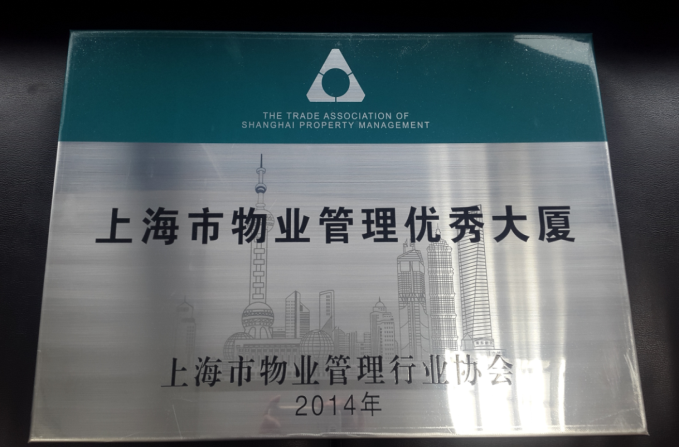 THE TRADE ASSOCIATION OF
SHANGHAI PROPERTY MANAGEMENT
上海市物业管理优秀大厦
上海市物业管理行业协会
2014年